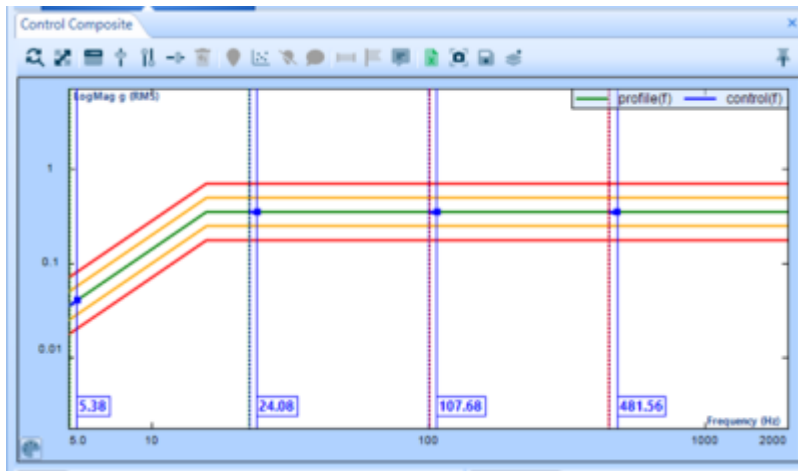 Control Composite
LogMag g (RMS)
profile(f) control(f)
1
0.1
0.01
5.38 24.08 107.68 481.56
Frequency (Hz)
5.0 10 100 1000 2000